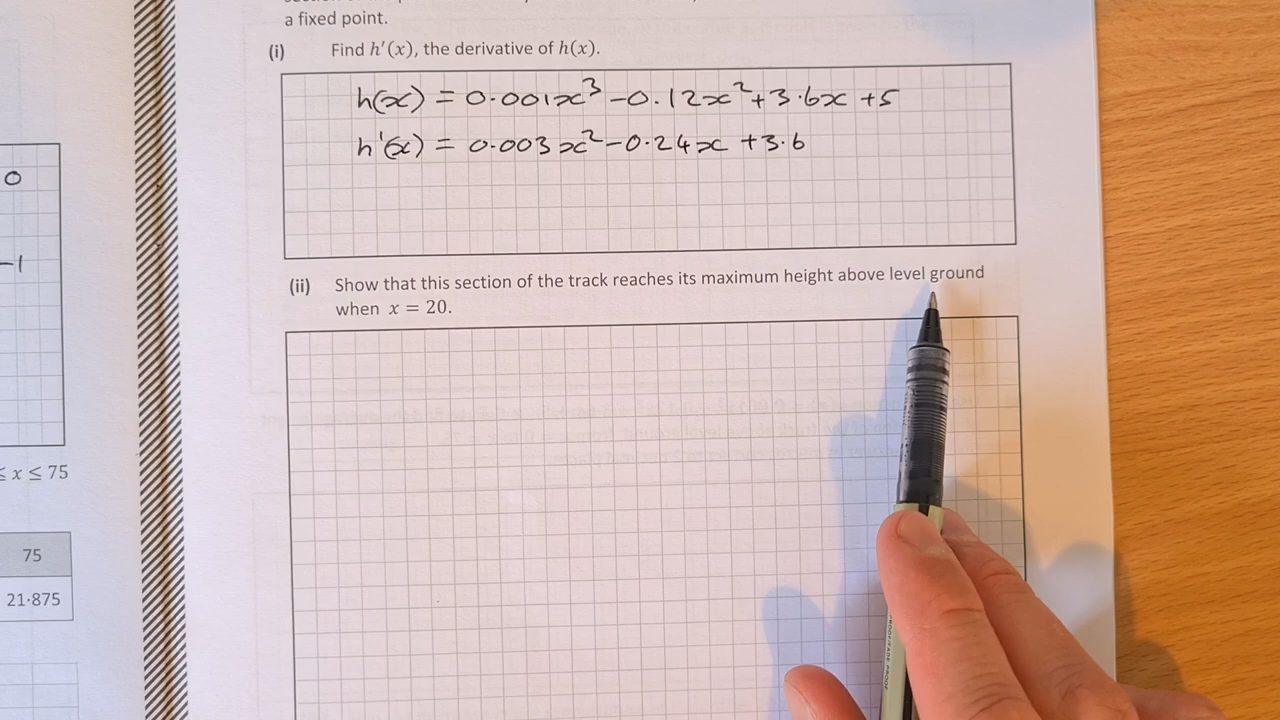 a fixed point.
(i) Find h′(x), the derivative of h(x).
h(x) = 0·001x³ -0·12x² +3·6x +5
h'(x) = 0·003x² -0·24x +3·6
(ii) Show that this section of the track reaches its maximum height above level ground
when x = 20.
0
-1
≤ x ≤ 75
75
21·875